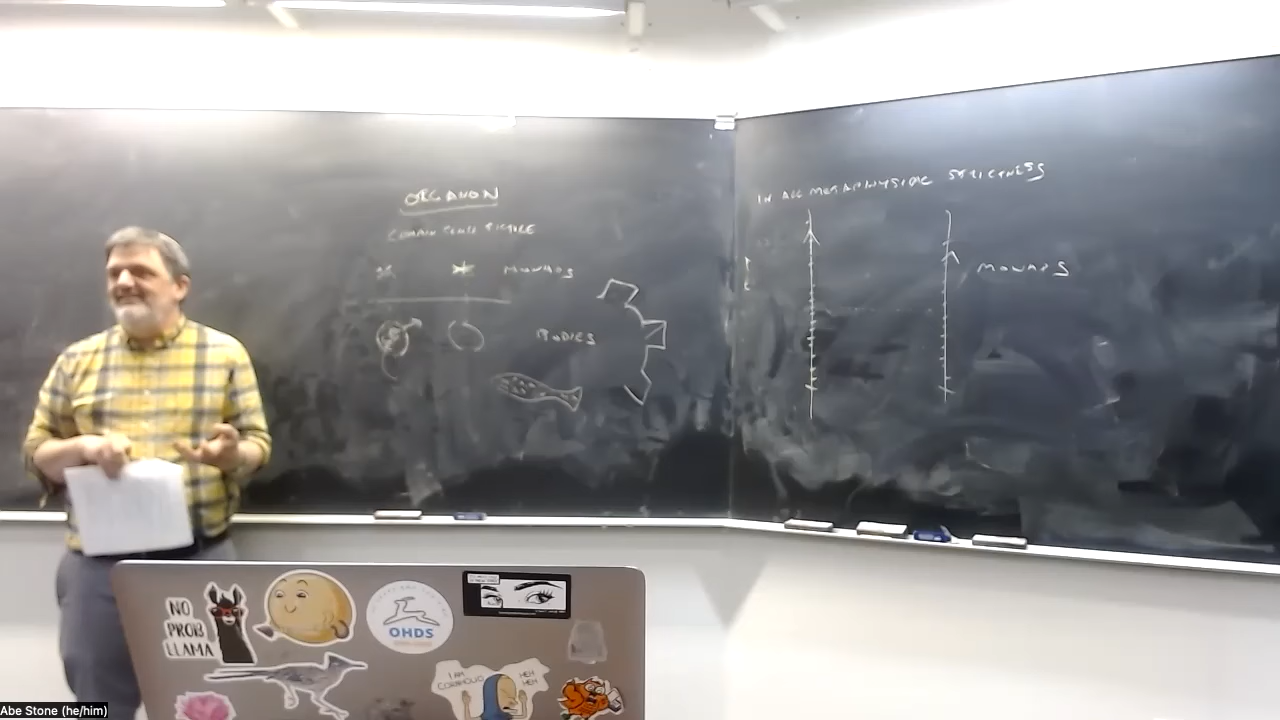 ORGANON
COMMON SENSE PICTURE
MONADS
BODIES
IN ALL METAPHYSICAL STRICTNESS
MONADS
NO
PROB
LLAMA
OHDS
I AM
CORNHOLIO
HEH
HEH
Abe Stone (he/him)